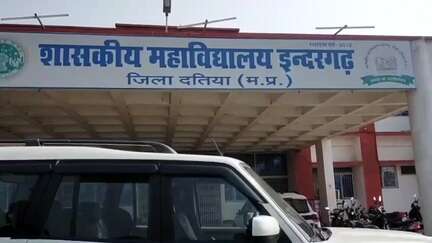 शासकीय महाविद्यालय इन्दरगढ़
जिला दतिया (म.प्र.)